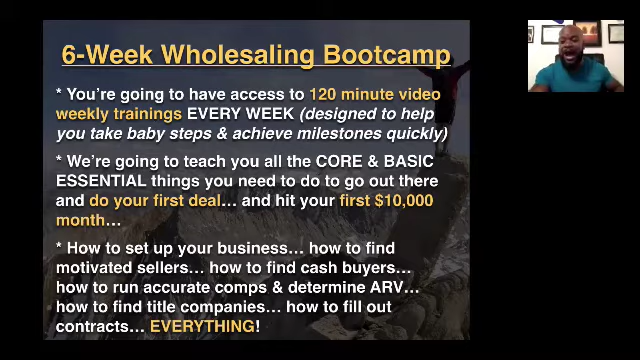 6-Week Wholesaling Bootcamp
* You're going to have access to 120 minute video
weekly trainings EVERY WEEK (designed to help
you take baby steps & achieve milestones quickly)
* We're going to teach you all the CORE & BASIC
ESSENTIAL things you need to do to go out there
and do your first deal... and hit your first $10,000
month...
* How to set up your business... how to find
motivated sellers... how to find cash buyers...
how to run accurate comps & determine ARV...
how to find title companies... how to fill out
contracts... EVERYTHING!